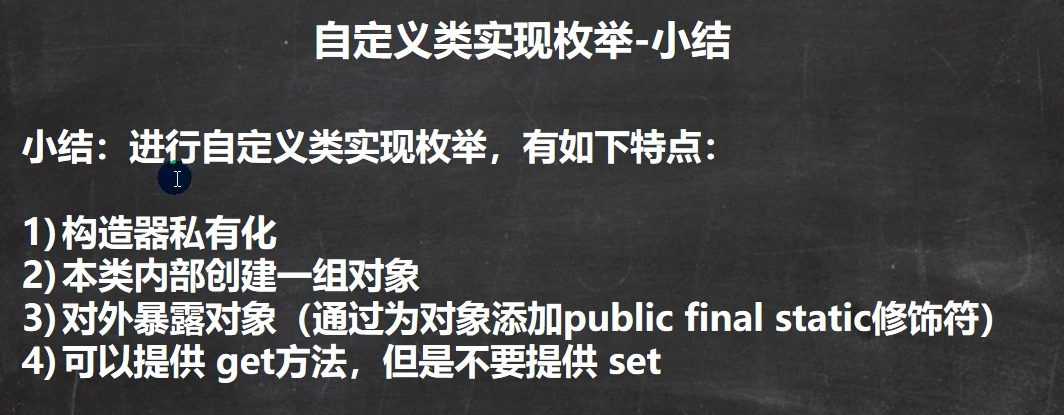 自定义类实现枚举-小结
小结：进行自定义类实现枚举，有如下特点：
1) 构造器私有化
2) 本类内部创建一组对象
3) 对外暴露对象（通过为对象添加public final static修饰符）
4) 可以提供 get方法，但是不要提供 set